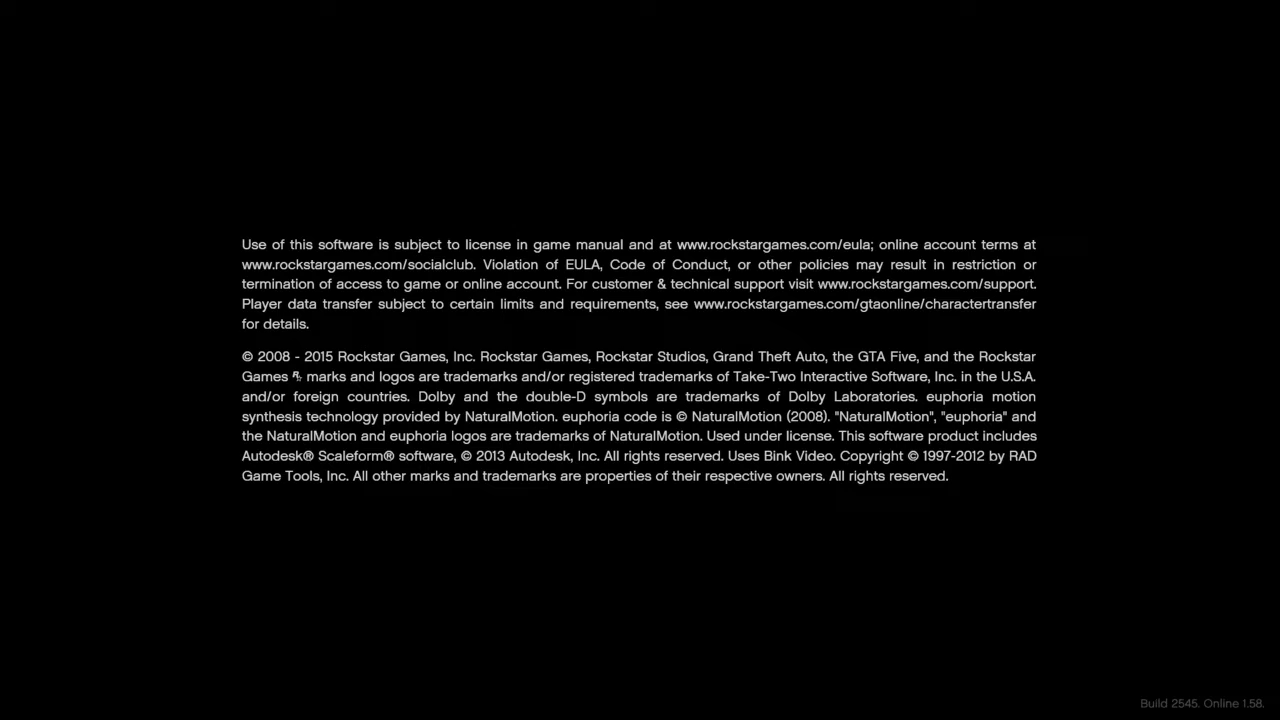 Use of this software is subject to license in game manual and at www.rockstargames.com/eula; online account terms at
www.rockstargames.com/socialclub. Violation of EULA, Code of Conduct, or other policies may result in restriction or
termination of access to game or online account. For customer & technical support visit www.rockstargames.com/support.
Player data transfer subject to certain limits and requirements, see www.rockstargames.com/gtaonline/charactertransfer
for details.
© 2008 - 2015 Rockstar Games, Inc. Rockstar Games, Rockstar Studios, Grand Theft Auto, the GTA Five, and the Rockstar
Games R* marks and logos are trademarks and/or registered trademarks of Take-Two Interactive Software, Inc. in the U.S.A.
and/or foreign countries. Dolby and the double-D symbols are trademarks of Dolby Laboratories. euphoria motion
synthesis technology provided by NaturalMotion. euphoria code is © NaturalMotion (2008). "NaturalMotion", "euphoria" and
the NaturalMotion and euphoria logos are trademarks of NaturalMotion. Used under license. This software product includes
Autodesk® Scaleform® software, © 2013 Autodesk, Inc. All rights reserved. Uses Bink Video. Copyright © 1997-2012 by RAD
Game Tools, Inc. All other marks and trademarks are properties of their respective owners. All rights reserved.
Build 2545. Online 1.58.